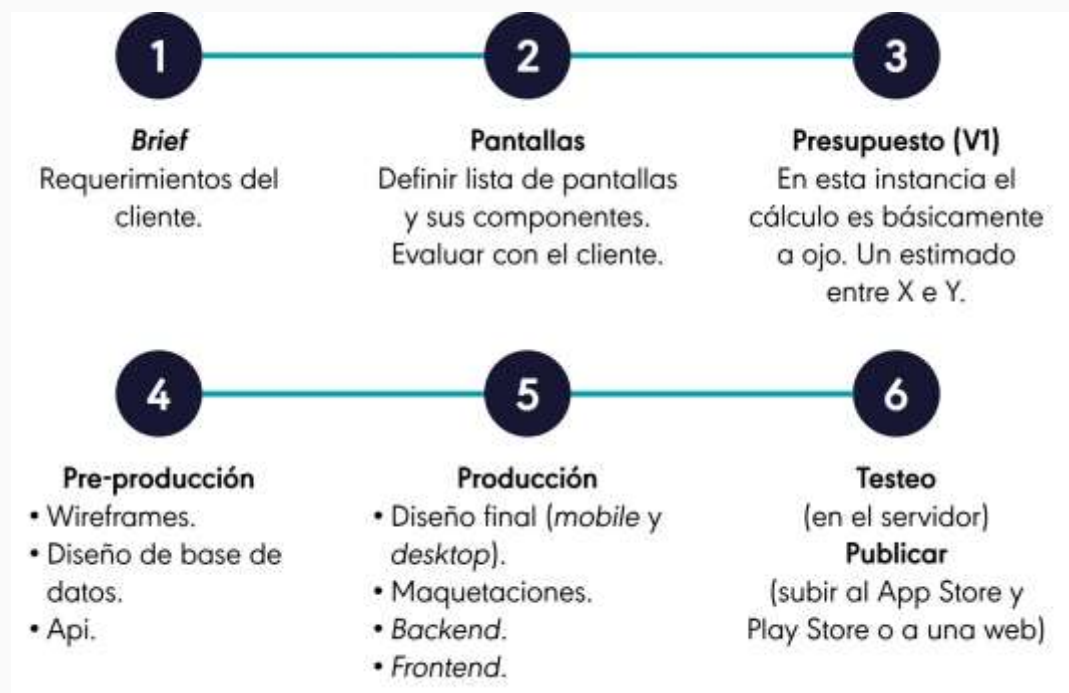 1
2
3
Brief
Requerimientos del
cliente.
Pantallas
Definir lista de pantallas
y sus componentes.
Evaluar con el cliente.
Presupuesto (V1)
En esta instancia el
cálculo es básicamente
a ojo. Un estimado
entre X e Y.
4
5
6
Pre-producción
• Wireframes.
• Diseño de base de
datos.
• Api.
Producción
• Diseño final (mobile y
desktop).
• Maquetaciones.
• Backend.
• Frontend.
Testeo
(en el servidor)
Publicar
(subir al App Store y
Play Store o a una web)